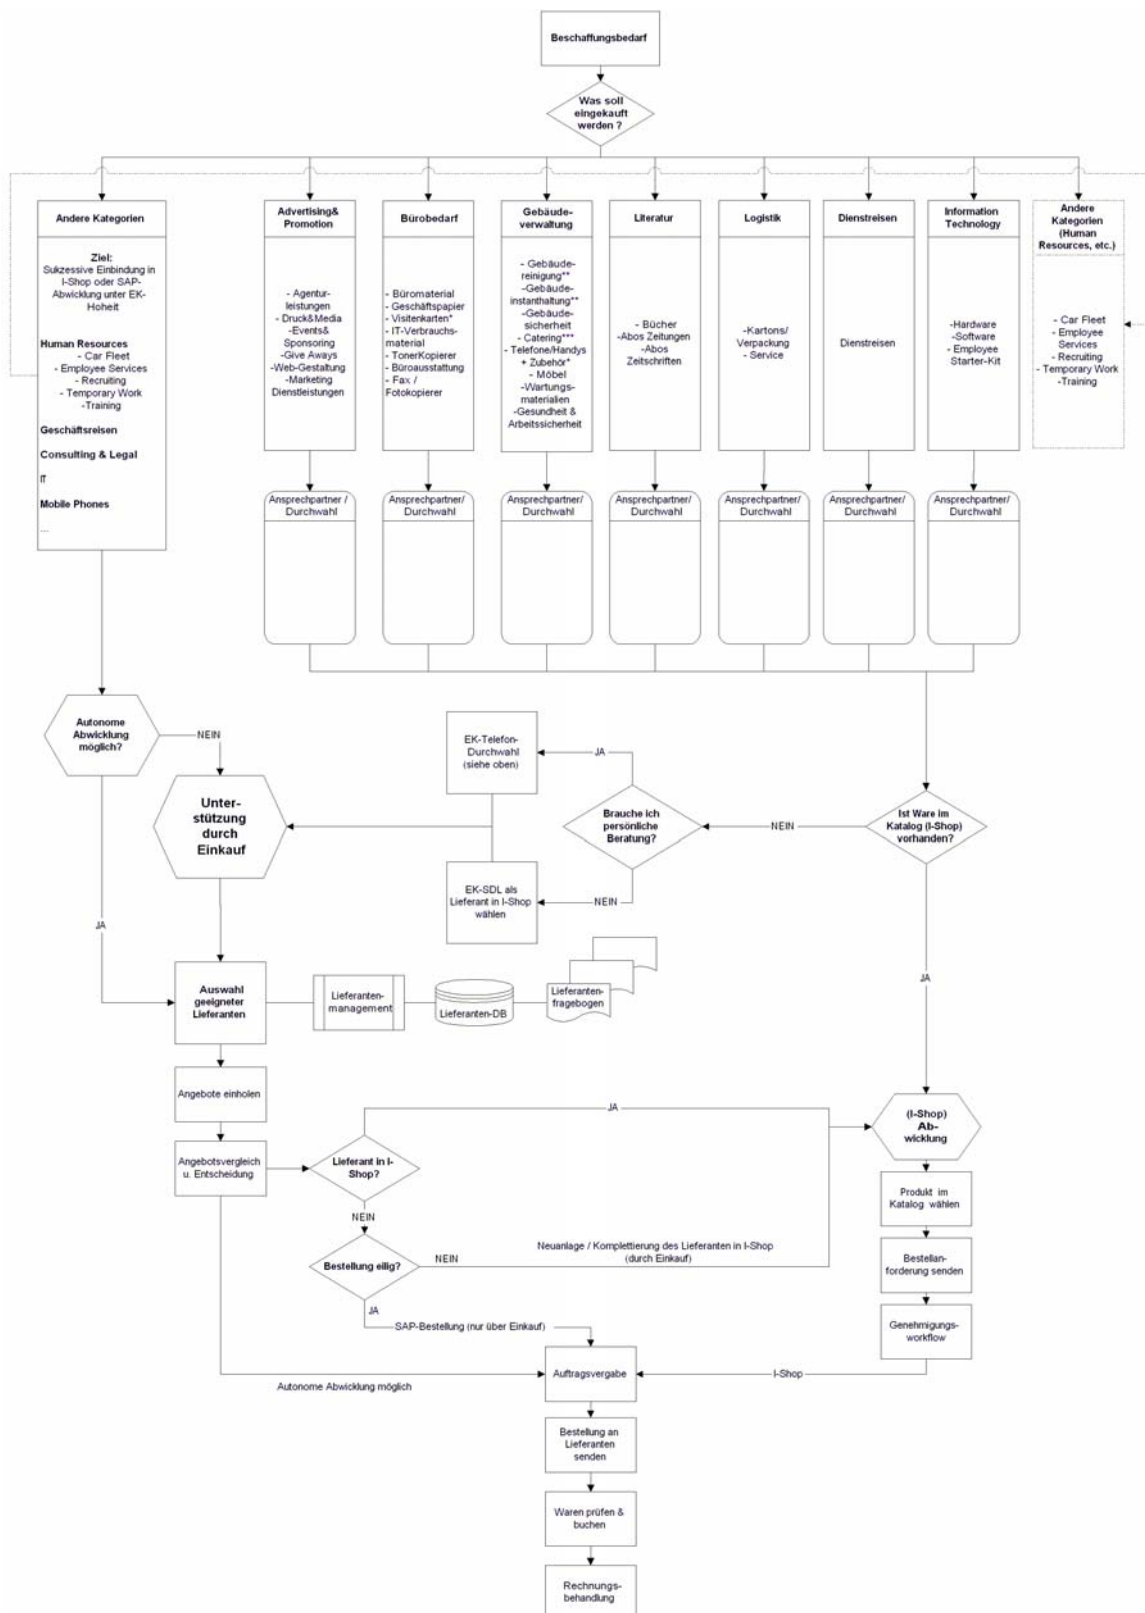 Beschaffungsbedarf
Was soll
eingekauft
werden ?
Andere Kategorien
Ziel:
Sukzessive Einbindung in
I-Shop oder SAP-
Abwicklung unter EK-
Hoheit
Human Resources
- Car Fleet
- Employee Services
- Recruiting
- Temporary Work
-Training
Geschäftsreisen
Consulting & Legal
IT
Mobile Phones
...
Advertising&
Promotion
- Agentur-
leistungen
- Druck&Media
-Events&
Sponsoring
- Give Aways
-Web-Gestaltung
-Marketing
Dienstleistungen
Bürobedarf
- Büromaterial
- Geschäftspapier
- Visitenkarten*
- IT-Verbrauchs-
material
- TonerKopierer
- Büroausstattung
- Fax /
Fotokopierer
Gebäude-
verwaltung
- Gebäude-
reinigung**
-Gebäude-
instanthaltung**
-Gebäude-
sicherheit
- Catering***
- Telefone/Handys
+ Zubehör*
- Möbel
-Wartungs-
materialien
-Gesundheit &
Arbeitssicherheit
Literatur
- Bücher
-Abos Zeitungen
-Abos
Zeitschriften
Logistik
-Kartons/
Verpackung
- Service
Dienstreisen
Dienstreisen
Information
Technology
-Hardware
-Software
- Employee
Starter-Kit
Andere
Kategorien
(Human
Resources, etc.)
- Car Fleet
- Employee
Services
- Recruiting
- Temporary Work
-Training
Ansprechpartner /
Durchwahl
Ansprechpartner/
Durchwahl
Ansprechpartner/
Durchwahl
Ansprechpartner/
Durchwahl
Ansprechpartner/
Durchwahl
Ansprechpartner/
Durchwahl
Ansprechpartner/
Durchwahl
Autonome
Abwicklung
möglich?
NEIN
Unter-
stützung
durch
Einkauf
EK-Telefon-
Durchwahl
(siehe oben)
JA
Brauche ich
persönliche
Beratung?
NEIN
Ist Ware im
Katalog (I-Shop)
vorhanden?
EK-SDL als
Lieferant in I-Shop
wählen
NEIN
JA
JA
Auswahl
geeigneter
Lieferanten
Lieferanten-
management
Lieferanten-DB
Lieferanten-
fragebogen
Angebote einholen
JA
(I-Shop)
Ab-
wicklung
Angebotsvergleich
u. Entscheidung
Lieferant in I-
Shop?
Produkt im
Katalog wählen
NEIN
Bestellung eilig?
NEIN
Neuanlage / Komplettierung des Lieferanten in I-Shop
(durch Einkauf)
Bestellan-
forderung senden
JA
SAP-Bestellung (nur über Einkauf)
Genehmigungs-
workflow
Autonome Abwicklung möglich
Auftragsvergabe
I-Shop
Bestellung an
Lieferanten
senden
Waren prüfen &
buchen
Rechnungs-
behandlung